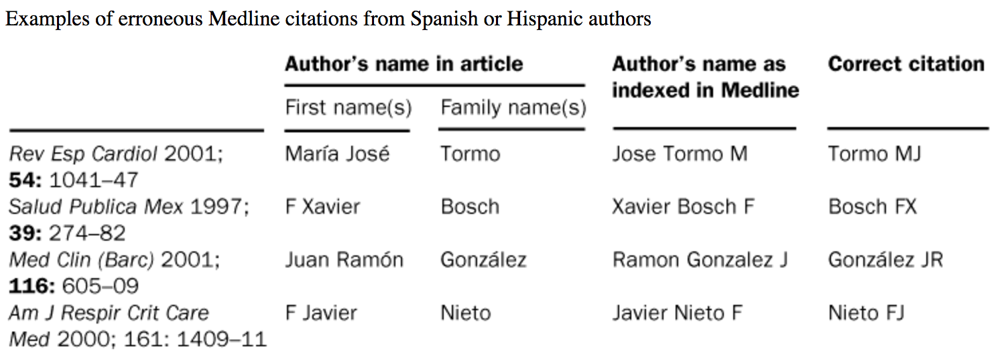 Examples of erroneous Medline citations from Spanish or Hispanic authors
Author's name in article Author's name as indexed in Medline Correct citation
First name(s) Family name(s)
Rev Esp Cardiol 2001; María José Tormo Jose Tormo M Tormo MJ
54: 1041–47
Salud Publica Mex 1997; F Xavier Bosch Xavier Bosch F Bosch FX
39: 274–82
Med Clin (Barc) 2001; Juan Ramón González Ramon Gonzalez J González JR
116: 605–09
Am J Respir Crit Care F Javier Nieto Javier Nieto F Nieto FJ
Med 2000; 161: 1409–11